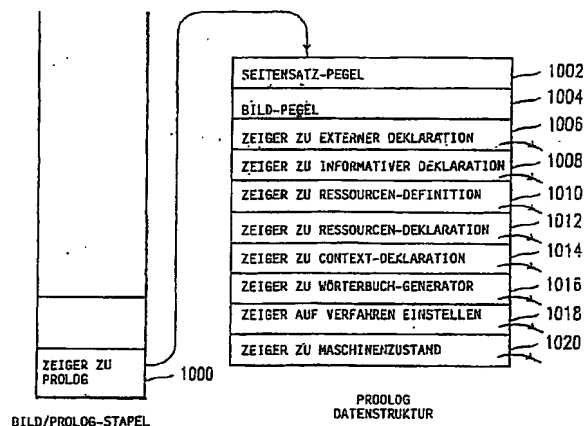 SEITENSATZ-PEGEL 1002
BILD-PEGEL 1004
ZEIGER ZU EXTERNER DEKLARATION 1006
ZEIGER ZU INFORMATIVER DEKLARATION 1008
ZEIGER ZU RESSOURCEN-DEFINITION 1010
ZEIGER ZU RESSOURCEN-DEKLARATION 1012
ZEIGER ZU CONTEXT-DEKLARATION 1014
ZEIGER ZU WÖRTERBUCH-GENERATOR 1016
ZEIGER AUF VERFAHREN EINSTELLEN 1018
ZEIGER ZU MASCHINENZUSTAND 1020
ZEIGER ZU
PROLOG 1000
BILD/PROLOG-STAPEL
PROOLOG
DATENSTRUKTUR